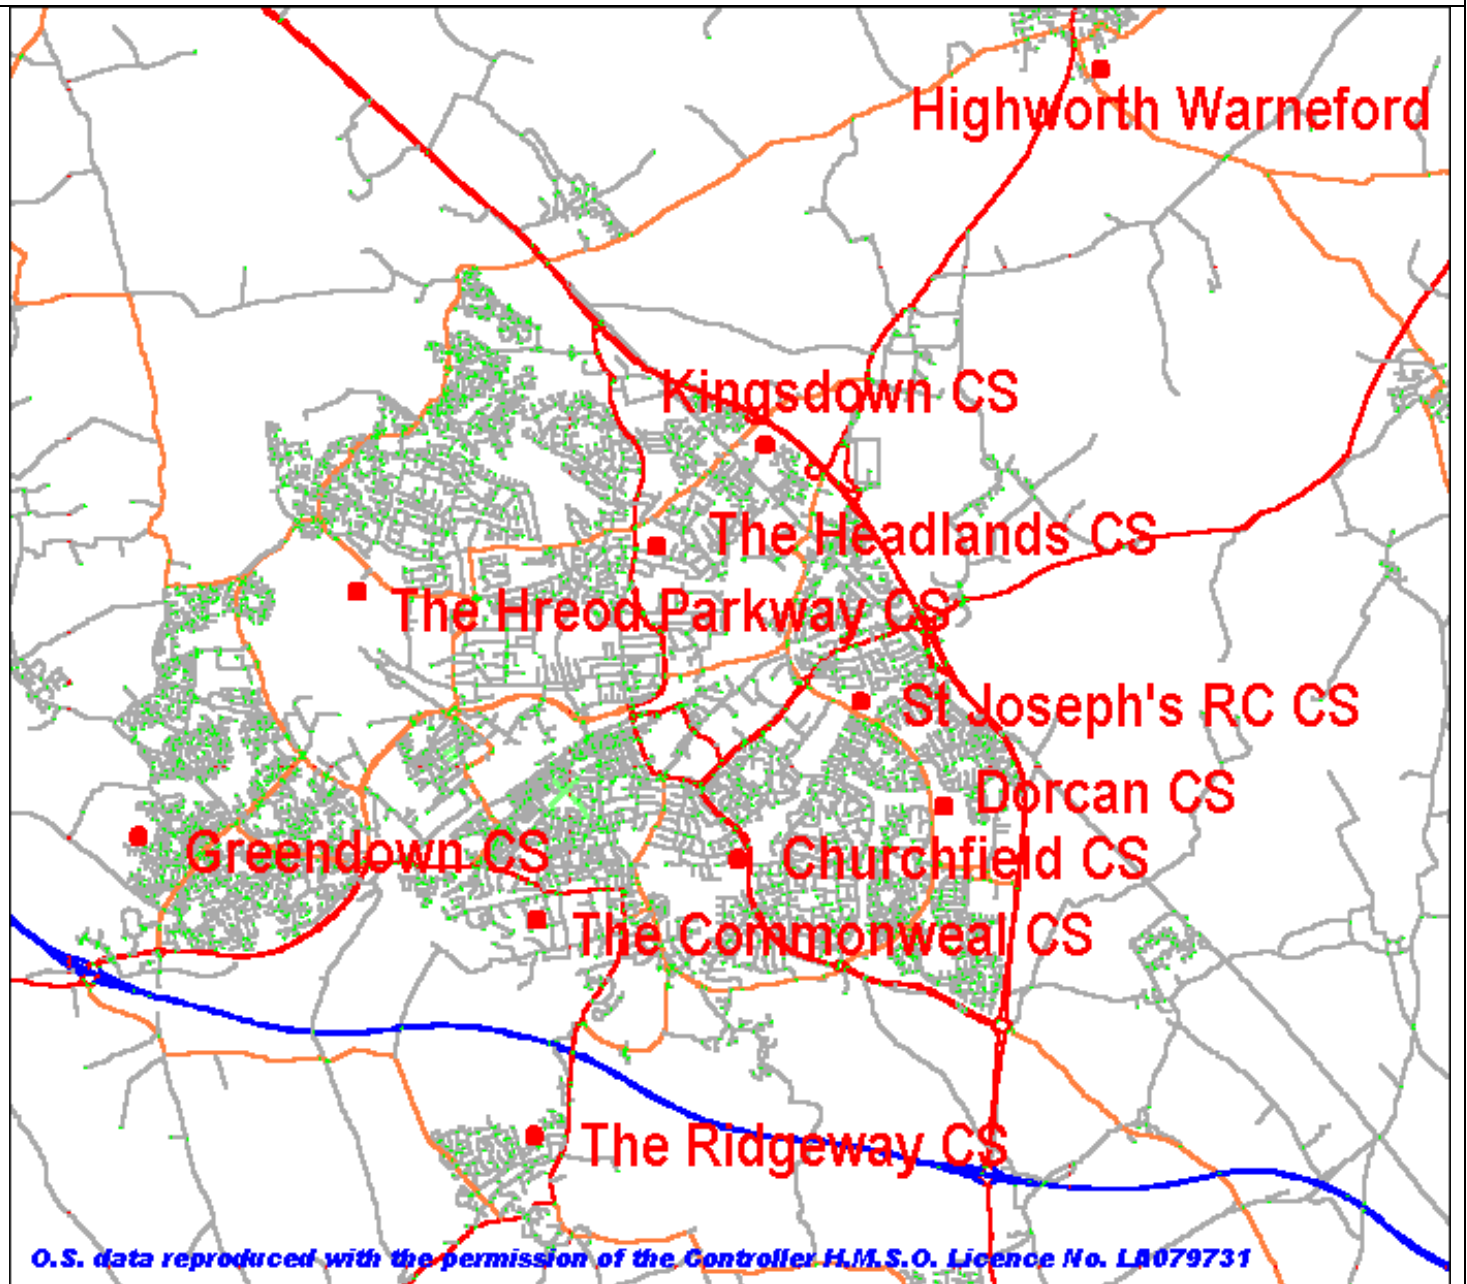 Highworth Warneford
Kingsdown CS
The Headlands CS
The Hreod Parkway CS
St Joseph's RC CS
Dorcan CS
Greendown CS
Churchfield CS
The Commonweal CS
The Ridgeway CS
O.S. data reproduced with the permission of the Controller H.M.S.O. Licence No. LA079731